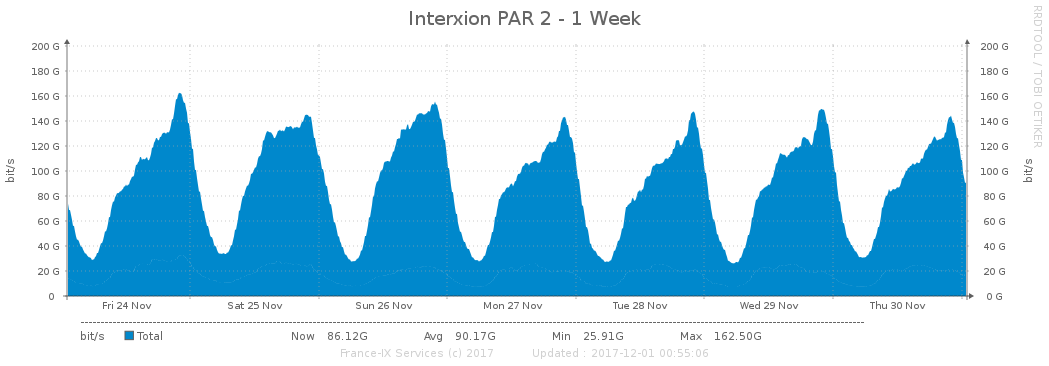 Interxion PAR 2 - 1 Week
RRDTOOL / TOBI OETIKER
bit/s
200 G 200 G
180 G 180 G
160 G 160 G
140 G 140 G
120 G 120 G
100 G 100 G
80 G 80 G
60 G 60 G
40 G 40 G
20 G 20 G
0 0 G
bit/s
Fri 24 Nov Sat 25 Nov Sun 26 Nov Mon 27 Nov Tue 28 Nov Wed 29 Nov Thu 30 Nov
bit/s Total Now 86.12G Avg 90.17G Min 25.91G Max 162.50G
France-IX Services (c) 2017 Updated : 2017-12-01 00:55:06